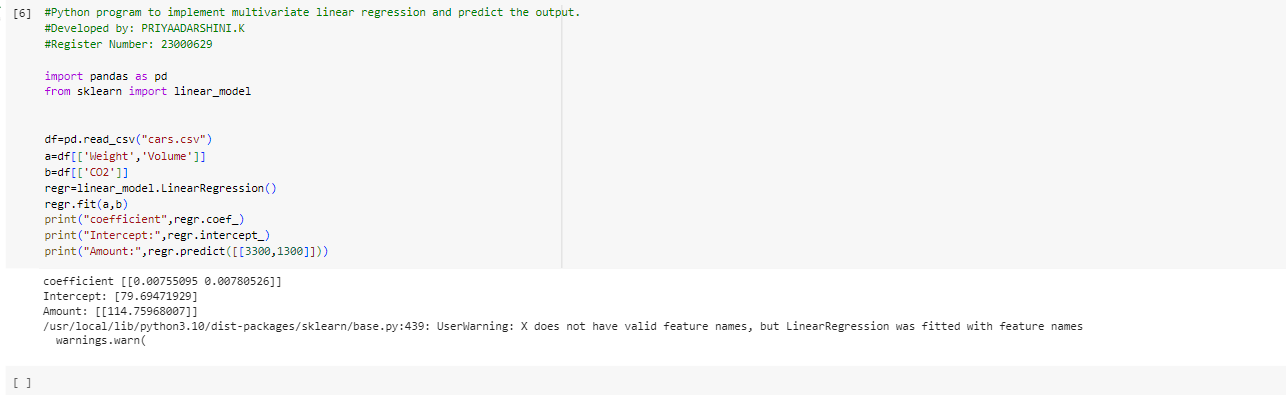 [6] #Python program to implement multivariate linear regression and predict the output.
#Developed by: PRIYAADARSHINI.K
#Register Number: 23000629
import pandas as pd
from sklearn import linear_model
df=pd.read_csv("cars.csv")
a=df[['Weight','Volume']]
b=df[['CO2']]
regr=linear_model.LinearRegression()
regr.fit(a,b)
print("coefficient",regr.coef_)
print("Intercept:",regr.intercept_)
print("Amount:",regr.predict([[3300,1300]]))
coefficient [[0.00755095 0.00780526]]
Intercept: [79.69471929]
Amount: [[114.75968007]]
/usr/local/lib/python3.10/dist-packages/sklearn/base.py:439: UserWarning: X does not have valid feature names, but LinearRegression was fitted with feature names
  warnings.warn(
[ ]